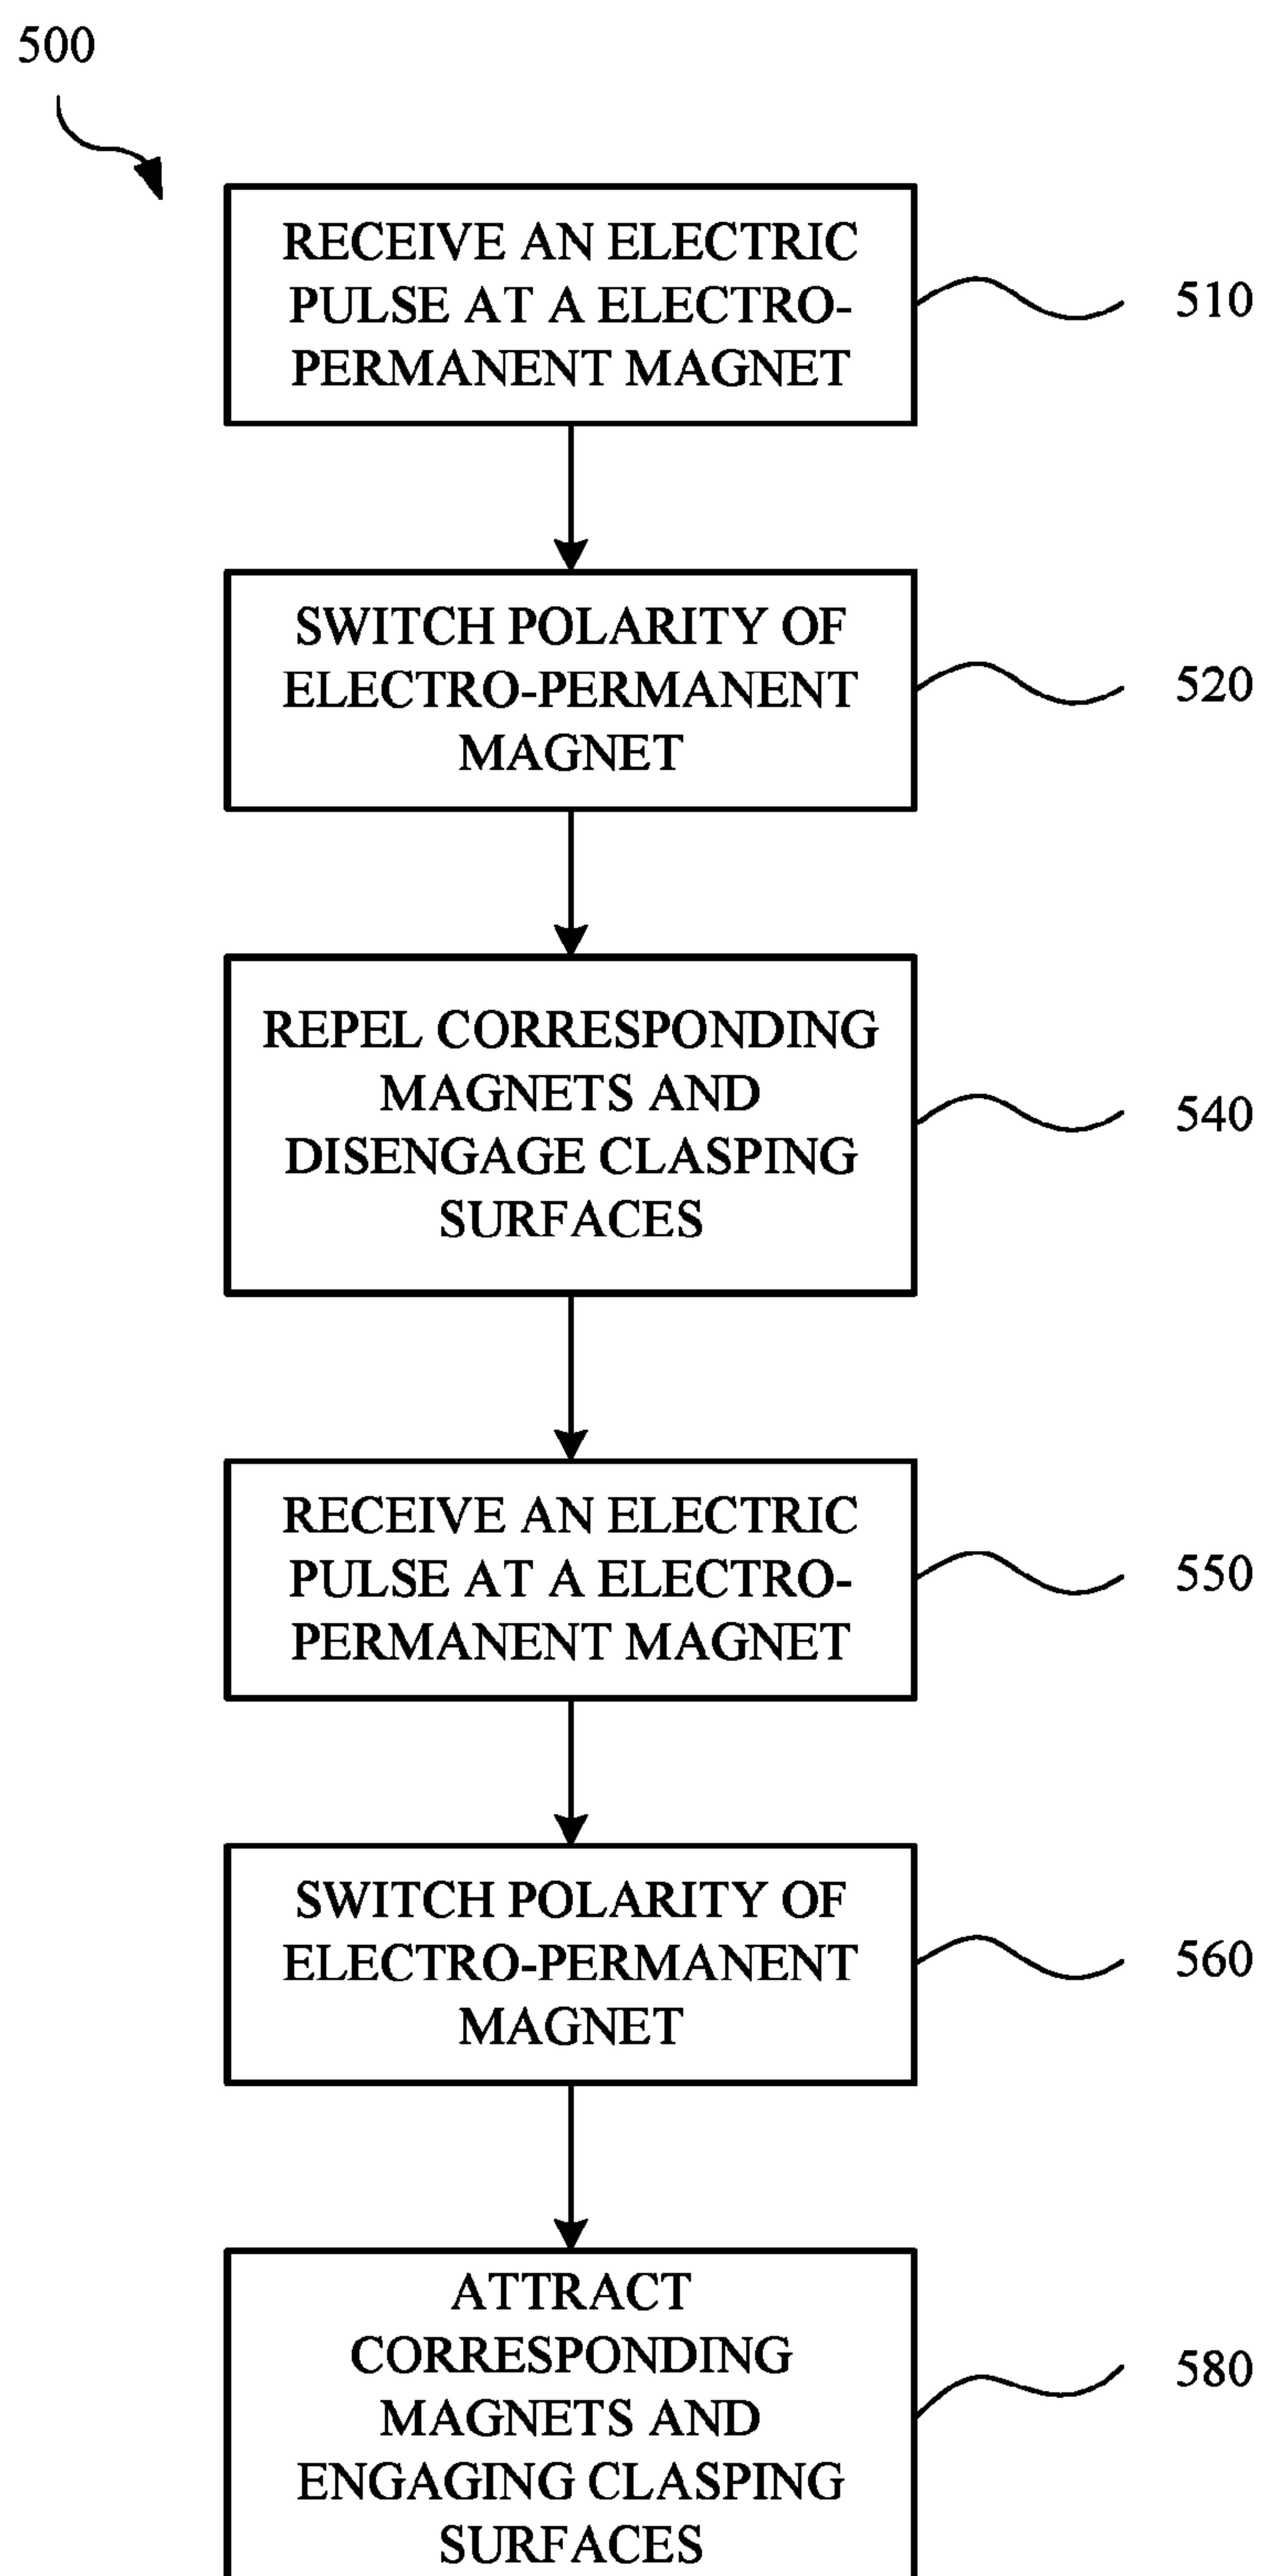 500
RECEIVE AN ELECTRIC
PULSE AT A ELECTRO-
PERMANENT MAGNET
510
SWITCH POLARITY OF
ELECTRO-PERMANENT
MAGNET
520
REPEL CORRESPONDING
MAGNETS AND
DISENGAGE CLASPING
SURFACES
540
RECEIVE AN ELECTRIC
PULSE AT A ELECTRO-
PERMANENT MAGNET
550
SWITCH POLARITY OF
ELECTRO-PERMANENT
MAGNET
560
ATTRACT
CORRESPONDING
MAGNETS AND
ENGAGING CLASPING
SURFACES
580